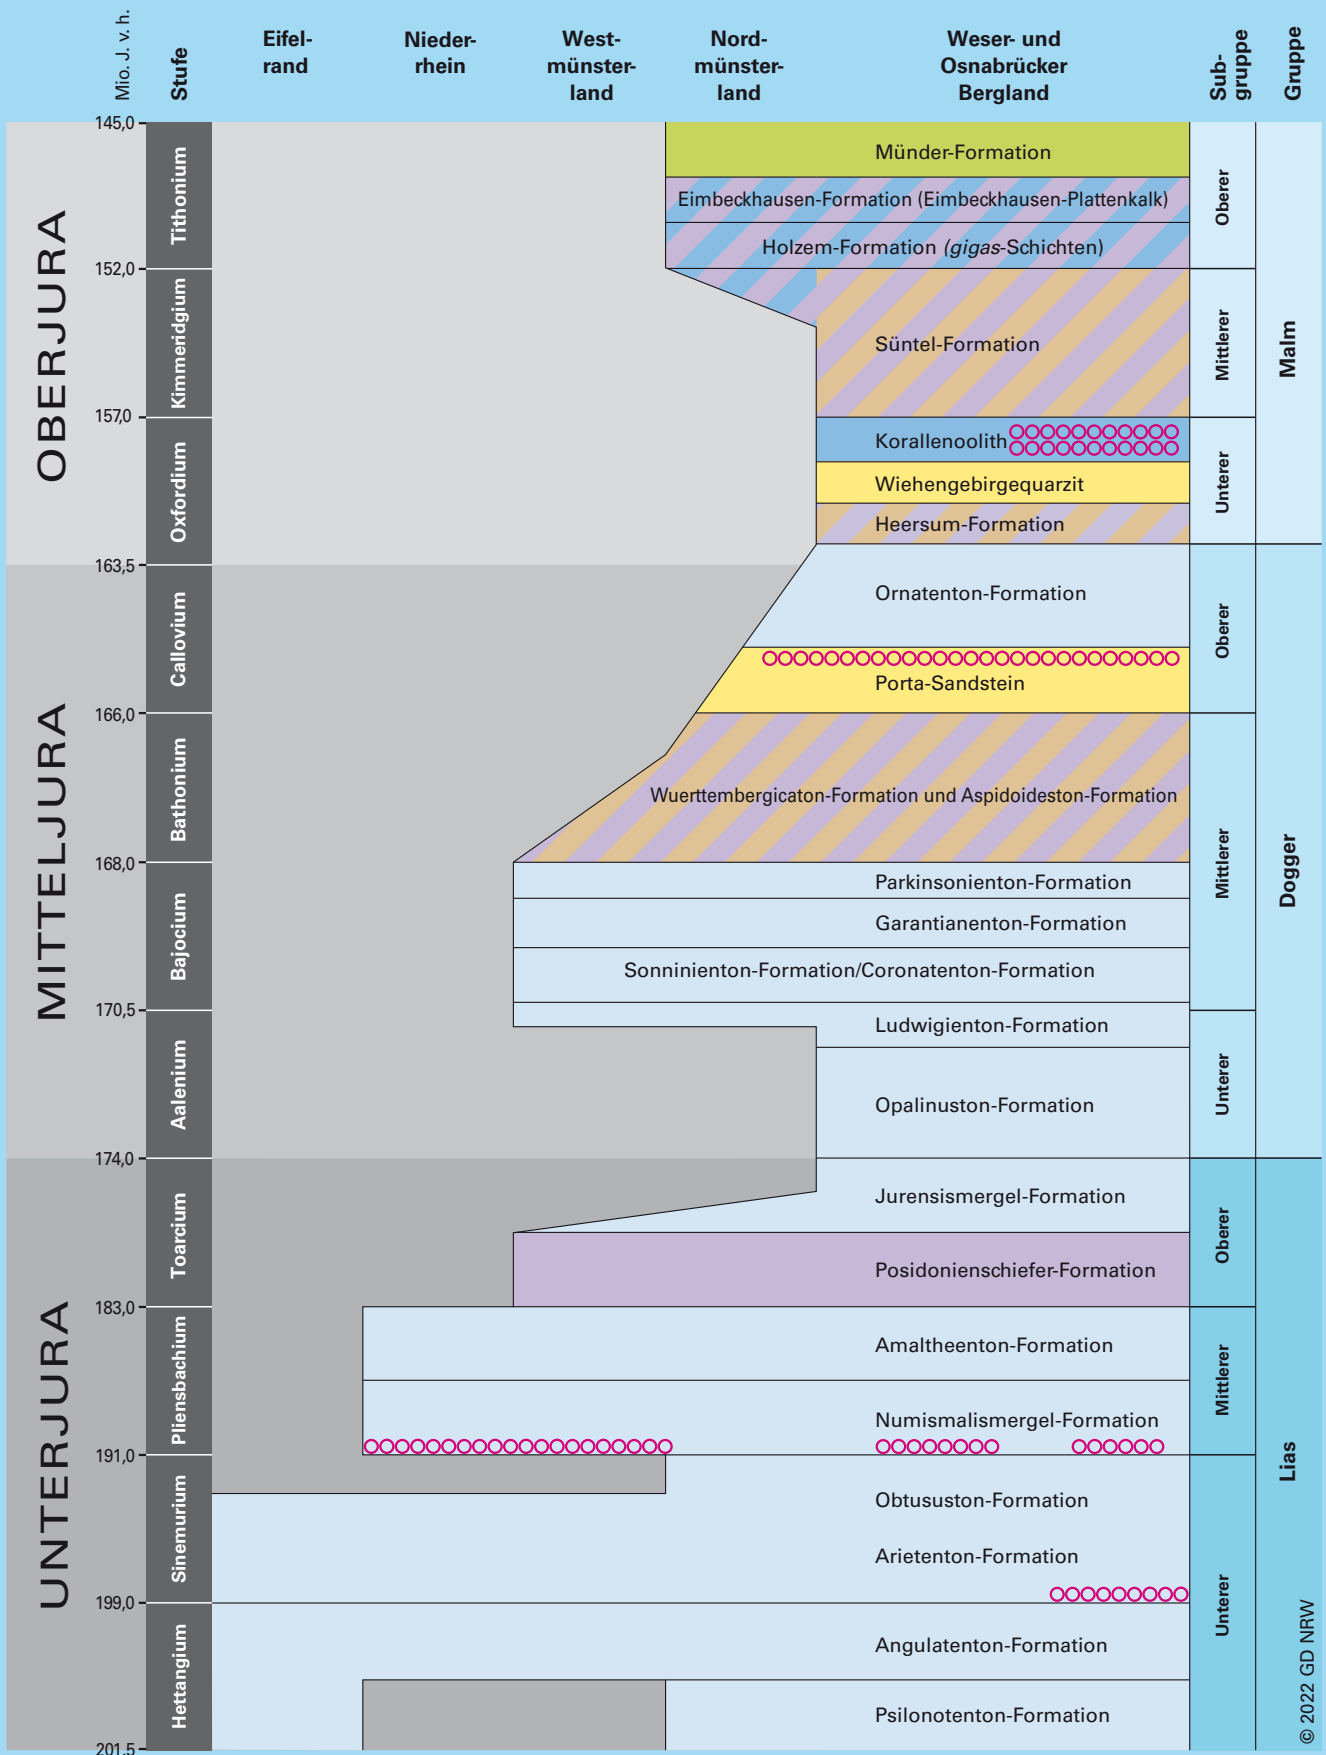 Mio. J. v. h.
Stufe
Eifel-
rand
Nieder-
rhein
West-
münster-
land
Nord-
münster-
land
Weser- und
Osnabrücker
Bergland
Sub-
gruppe
Gruppe
OBERJURA
MITTELJURA
UNTERJURA
145,0
152,0
157,0
163,5
166,0
168,0
170,5
174,0
183,0
191,0
199,0
201,5
Tithonium
Kimmeridgium
Oxfordium
Callovium
Bathonium
Bajocium
Aalenium
Toarcium
Pliensbachium
Sinemurium
Hettangium
Münder-Formation
Eimbeckhausen-Formation (Eimbeckhausen-Plattenkalk)
Holzem-Formation (gigas-Schichten)
Süntel-Formation
Korallenoolith
Wiehengebirgequarzit
Heersum-Formation
Ornatenton-Formation
Porta-Sandstein
Wuerttembergicaton-Formation und Aspidoideston-Formation
Parkinsonienton-Formation
Garantianenton-Formation
Sonninienton-Formation/Coronatenton-Formation
Ludwigienton-Formation
Opalinuston-Formation
Jurensismergel-Formation
Posidonienschiefer-Formation
Amaltheenton-Formation
Numismalismergel-Formation
Obtususton-Formation
Arietenton-Formation
Angulatenton-Formation
Psilonotenton-Formation
Oberer
Mittlerer
Unterer
Oberer
Mittlerer
Unterer
Oberer
Mittlerer
Unterer
Malm
Dogger
Lias
© 2022 GD NRW